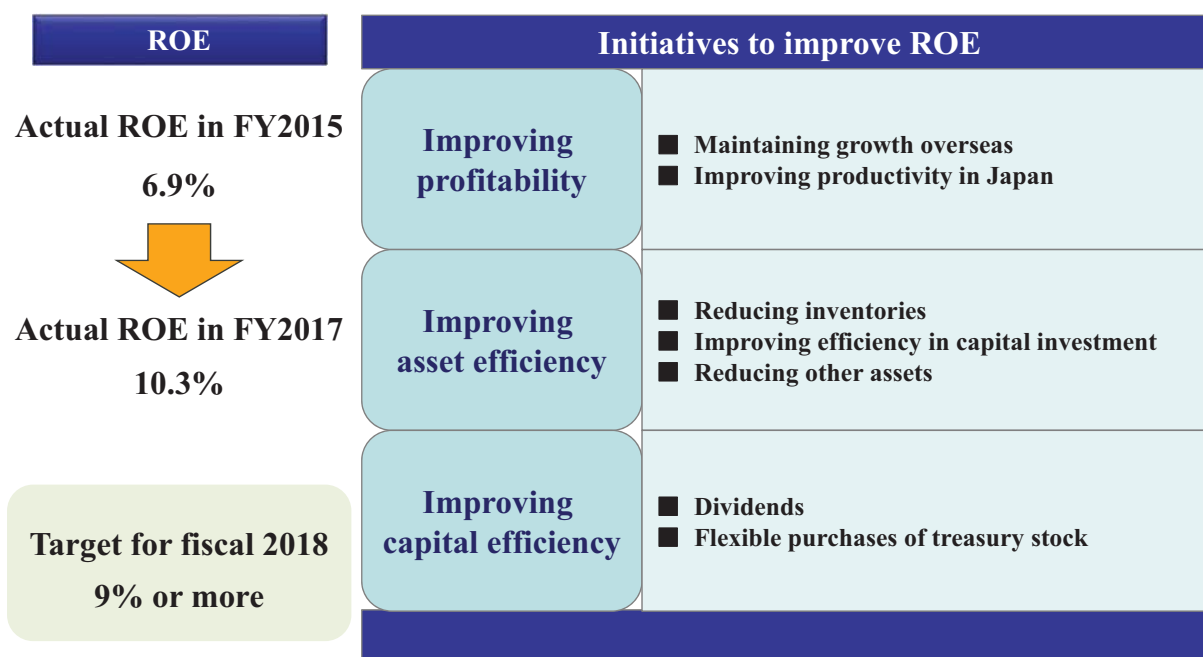 ROE
Actual ROE in FY2015
6.9%
Actual ROE in FY2017
10.3%
Target for fiscal 2018
9% or more
Initiatives to improve ROE
Improving
profitability
■ Maintaining growth overseas
■ Improving productivity in Japan
Improving
asset efficiency
■ Reducing inventories
■ Improving efficiency in capital investment
■ Reducing other assets
Improving
capital efficiency
■ Dividends
■ Flexible purchases of treasury stock